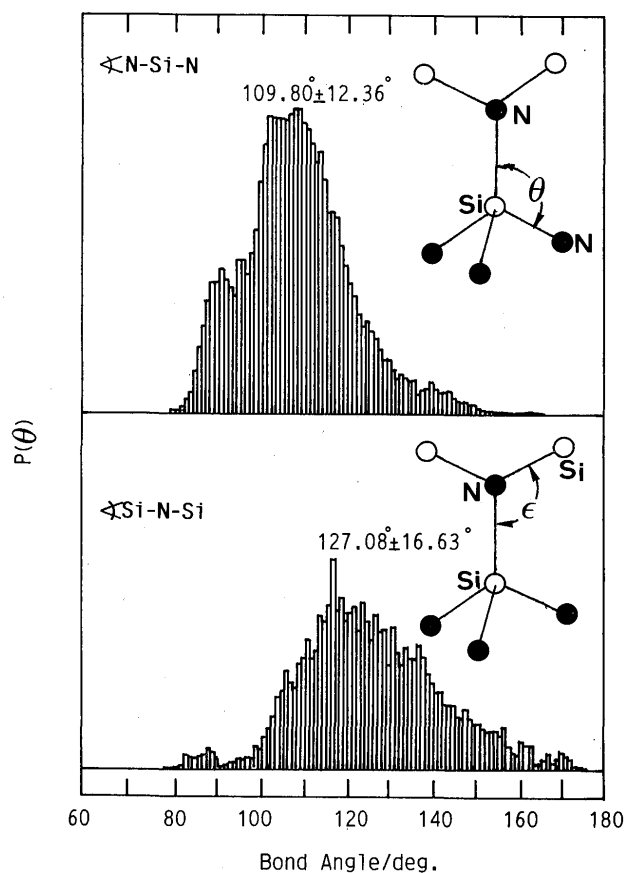 ∢N-Si-N
109.80°±12.36°
N
Si
θ
N
P(θ)
∢Si-N-Si
Si
N
ϵ
127.08°±16.63°
Si
60 80 100 120 140 160 180
Bond Angle/deg.